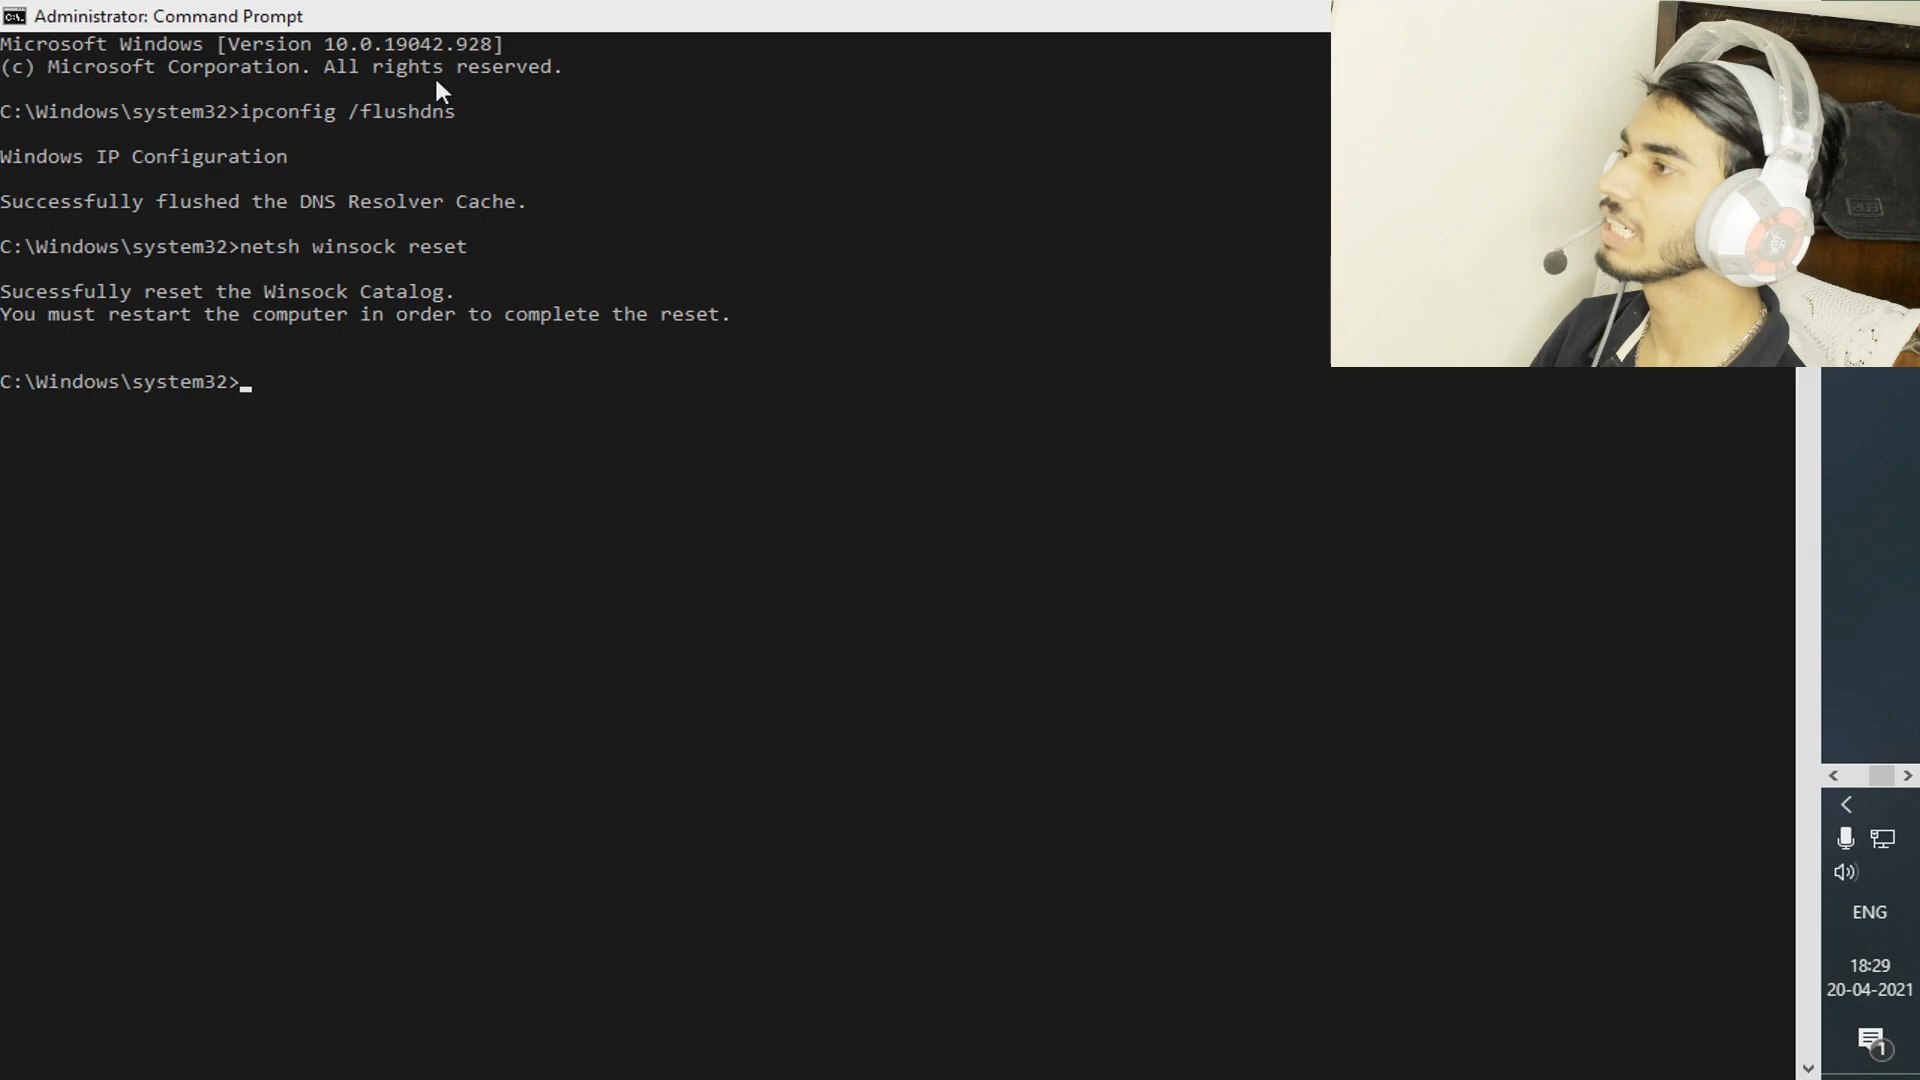 Administrator: Command Prompt
Microsoft Windows [Version 10.0.19042.928]
(c) Microsoft Corporation. All rights reserved.
C:\Windows\system32>ipconfig /flushdns
Windows IP Configuration
Successfully flushed the DNS Resolver Cache.
C:\Windows\system32>netsh winsock reset
Sucessfully reset the Winsock Catalog.
You must restart the computer in order to complete the reset.
C:\Windows\system32>
ENG
18:29
20-04-2021
1